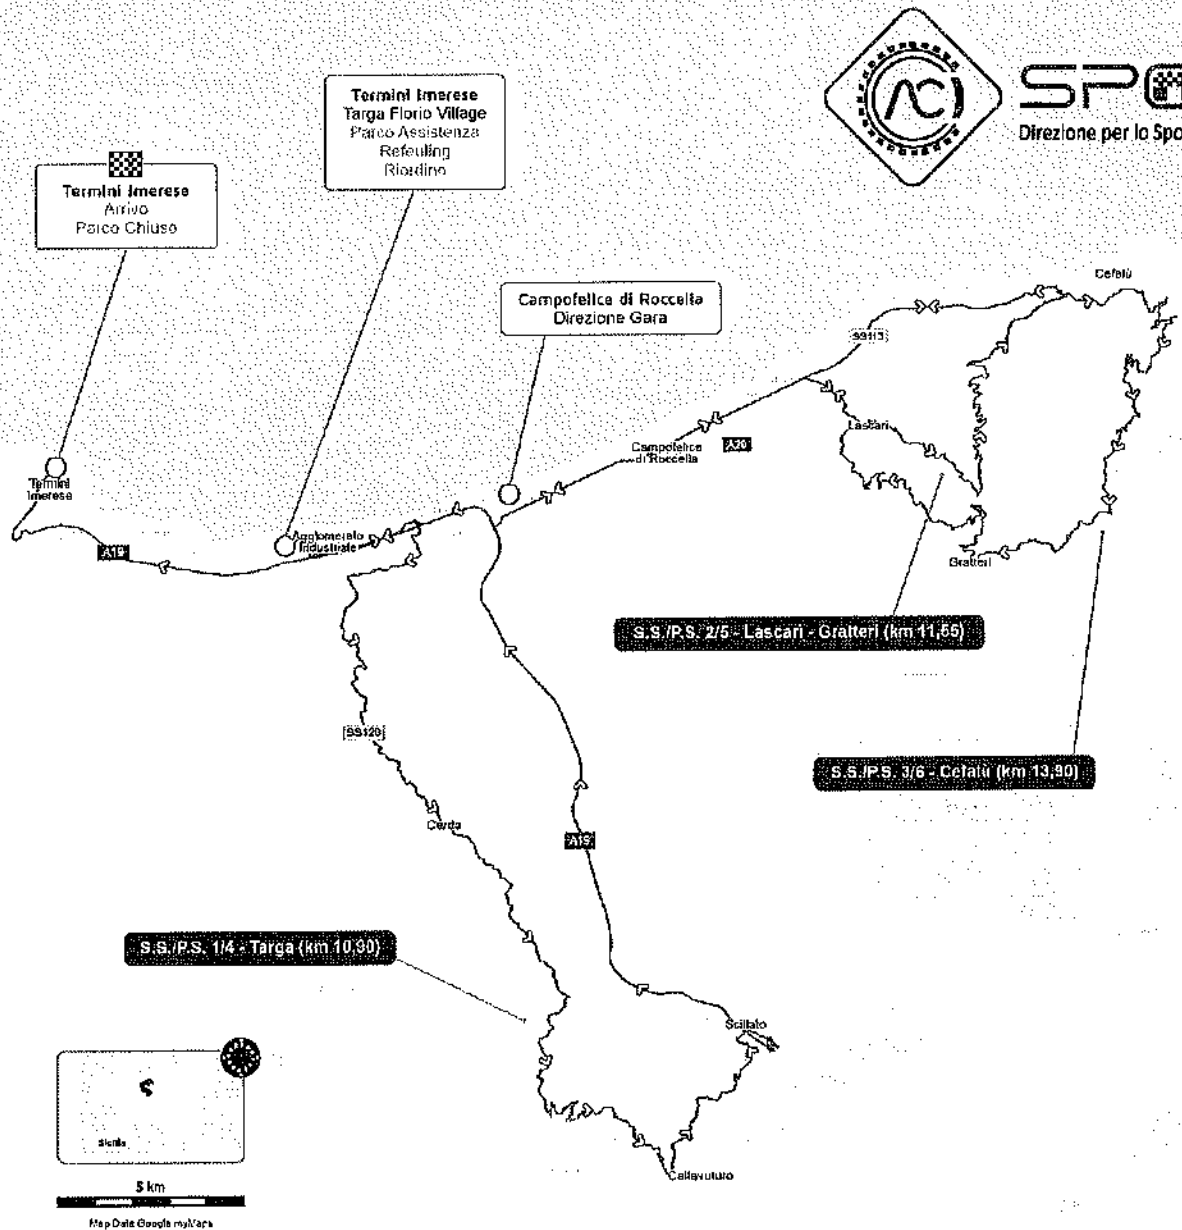 Termini Imerese
Targa Florio Village
Parco Assistenza
Refeuling
Riordino
Termini Imerese
Arrivo
Parco Chiuso
ACI
SPO
Direzione per lo Spo
Campofelice di Roccella
Direzione Gara
Cefalù
SS113
Lascari
Campofelice
di Roccella
A20
Termini
Imerese
Agglomerato
Industriale
A19
Gratteri
S.S./P.S. 2/5 - Lascari - Gratteri (km 11,55)
SS120
S.S./P.S. 3/6 - Cefalù (km 13,90)
Cerda
A19
S.S./P.S. 1/4 - Targa (km 10,30)
Scillato
Sicilia
Caltavuturo
5 km
Map Data Google myMaps